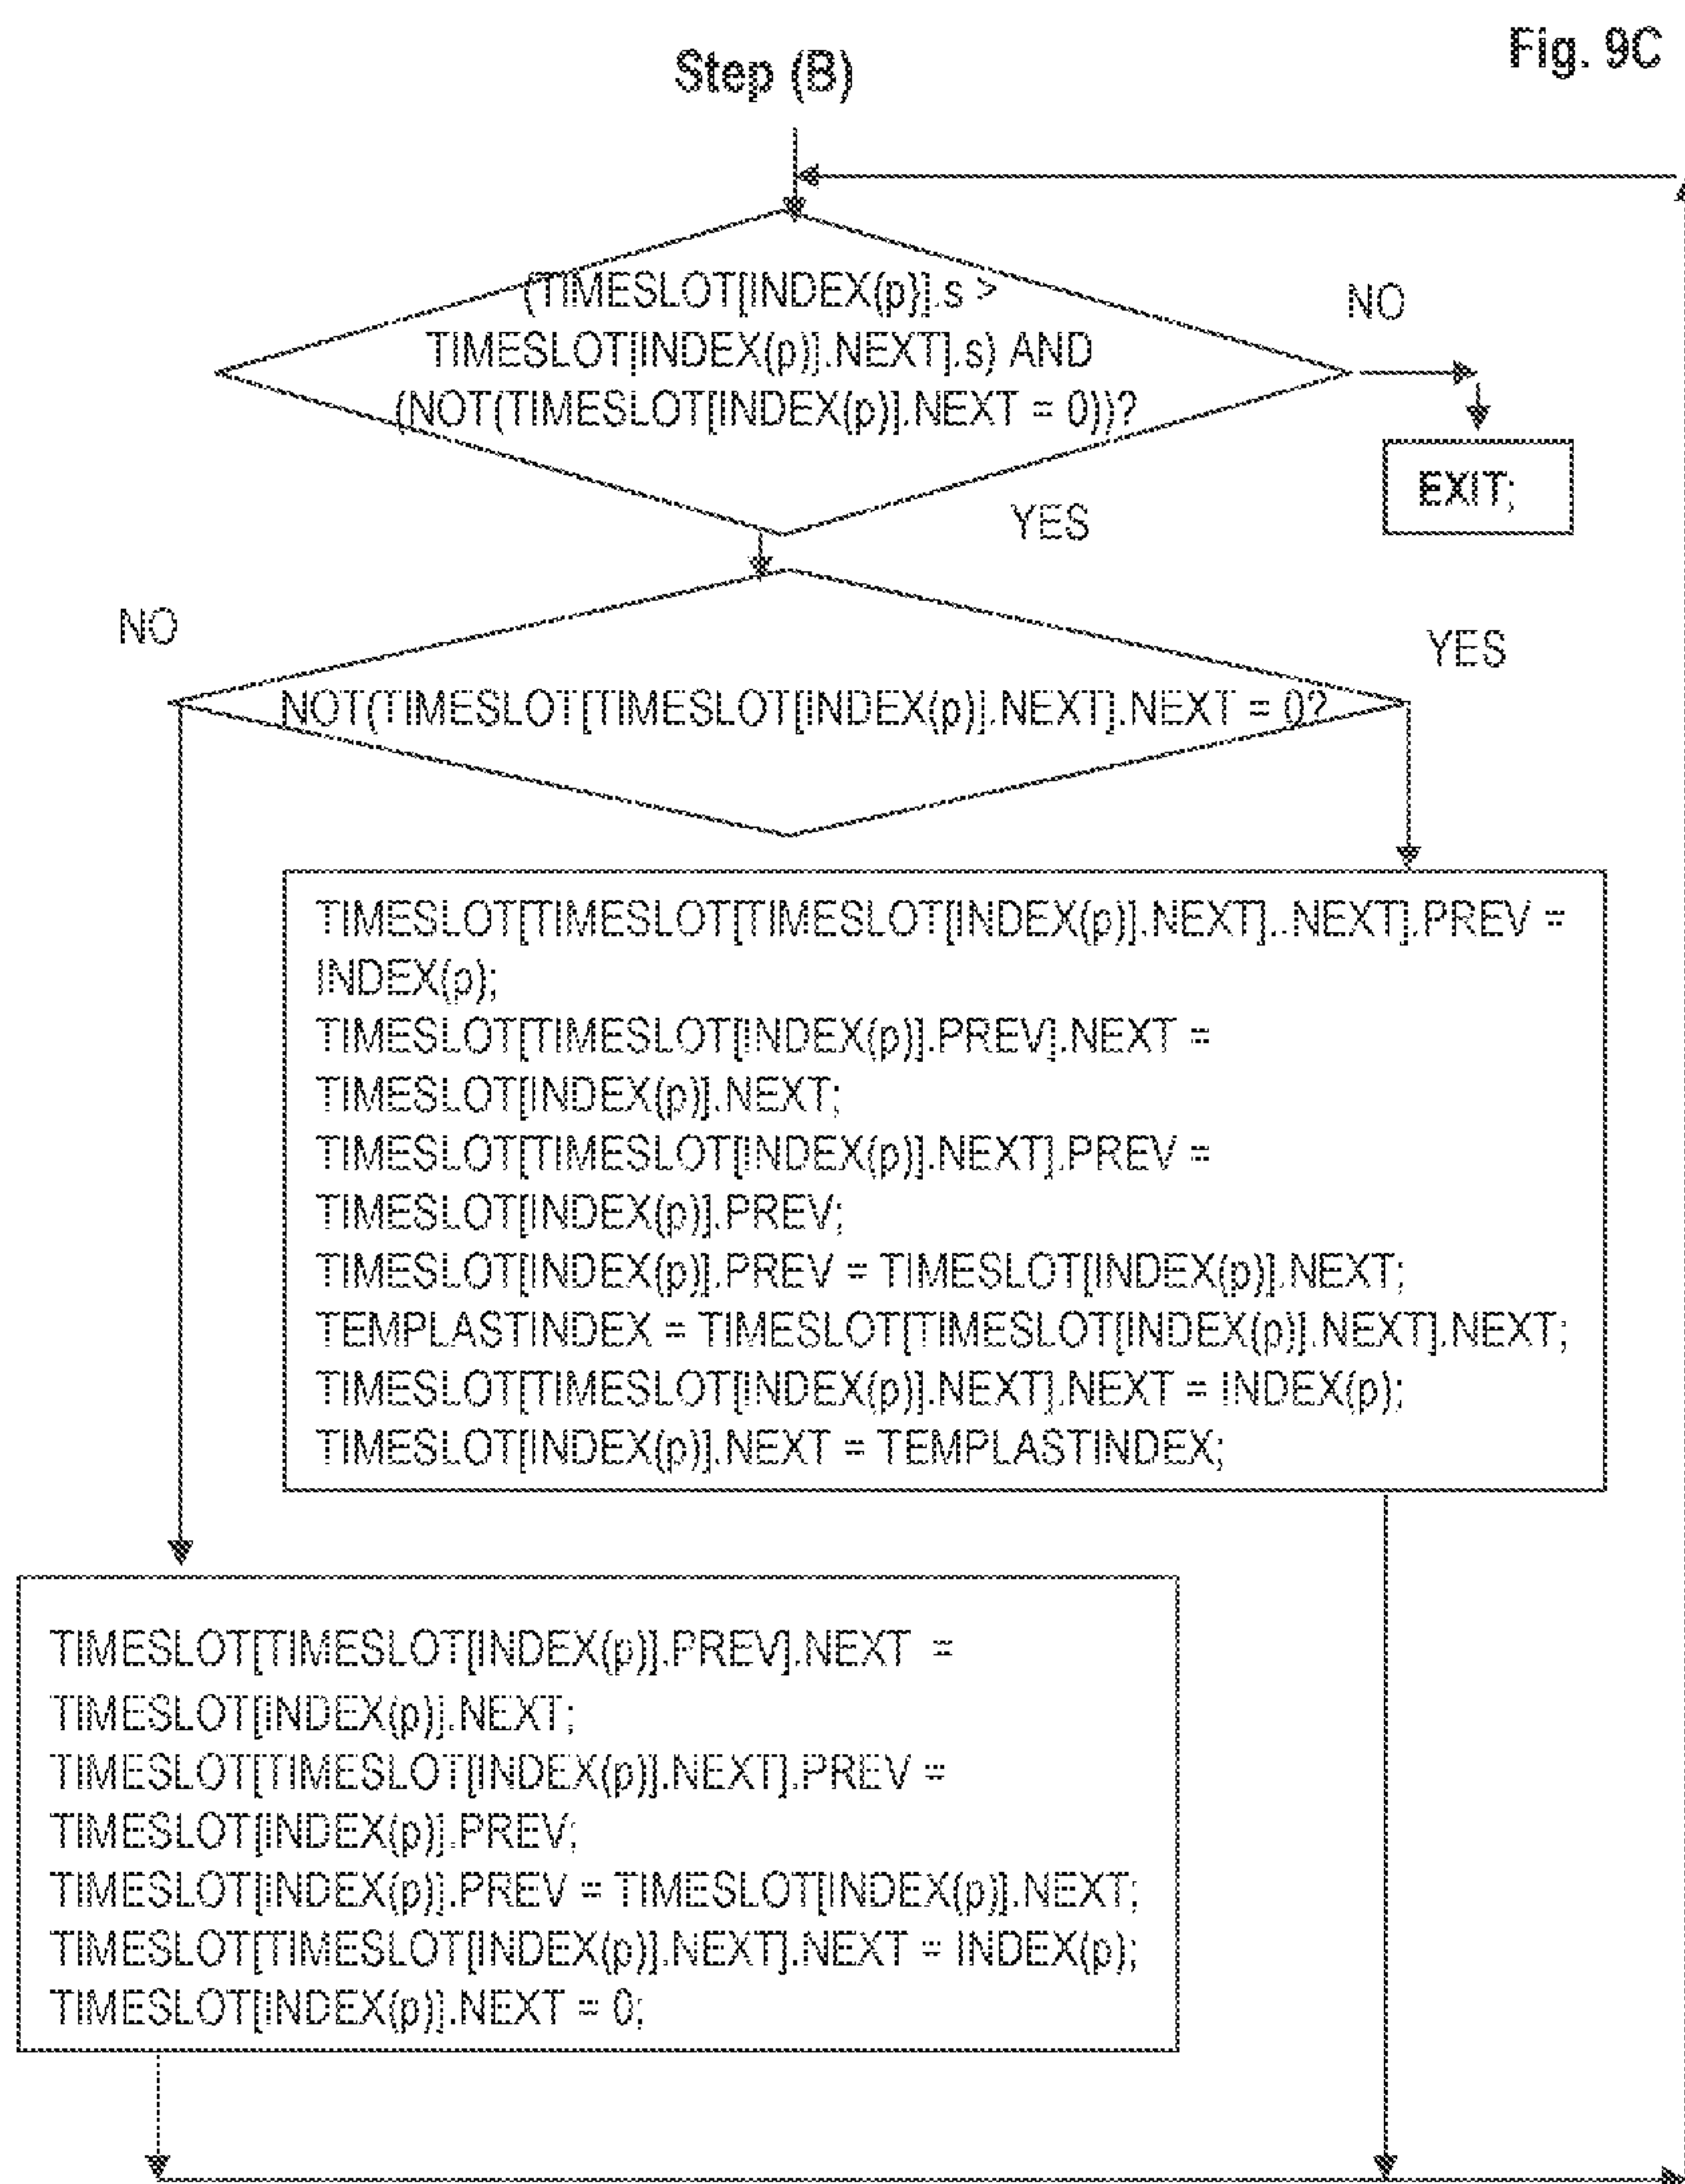 Fig. 9C
Step (B)
(TIMESLOT[INDEX(p)].s >
TIMESLOT[INDEX(p)].NEXT].s) AND
(NOT(TIMESLOT[INDEX(p)].NEXT = 0))?
NO
EXIT;
YES
NO
YES
NOT(TIMESLOT[TIMESLOT[INDEX(p)].NEXT].NEXT = 0?
TIMESLOT[TIMESLOT[TIMESLOT[INDEX(p)].NEXT]..NEXT].PREV =
INDEX(p);
TIMESLOT[TIMESLOT[INDEX(p)].PREV].NEXT =
TIMESLOT[INDEX(p)].NEXT;
TIMESLOT[TIMESLOT[INDEX(p)].NEXT].PREV =
TIMESLOT[INDEX(p)].PREV;
TIMESLOT[INDEX(p)].PREV = TIMESLOT[INDEX(p)].NEXT;
TEMPLASTINDEX = TIMESLOT[TIMESLOT[INDEX(p)].NEXT].NEXT;
TIMESLOT[TIMESLOT[INDEX(p)].NEXT].NEXT = INDEX(p);
TIMESLOT[INDEX(p)].NEXT = TEMPLASTINDEX;
TIMESLOT[TIMESLOT[INDEX(p)].PREV].NEXT =
TIMESLOT[INDEX(p)].NEXT;
TIMESLOT[TIMESLOT[INDEX(p)].NEXT].PREV =
TIMESLOT[INDEX(p)].PREV;
TIMESLOT[INDEX(p)].PREV = TIMESLOT[INDEX(p)].NEXT;
TIMESLOT[TIMESLOT[INDEX(p)].NEXT].NEXT = INDEX(p);
TIMESLOT[INDEX(p)].NEXT = 0;